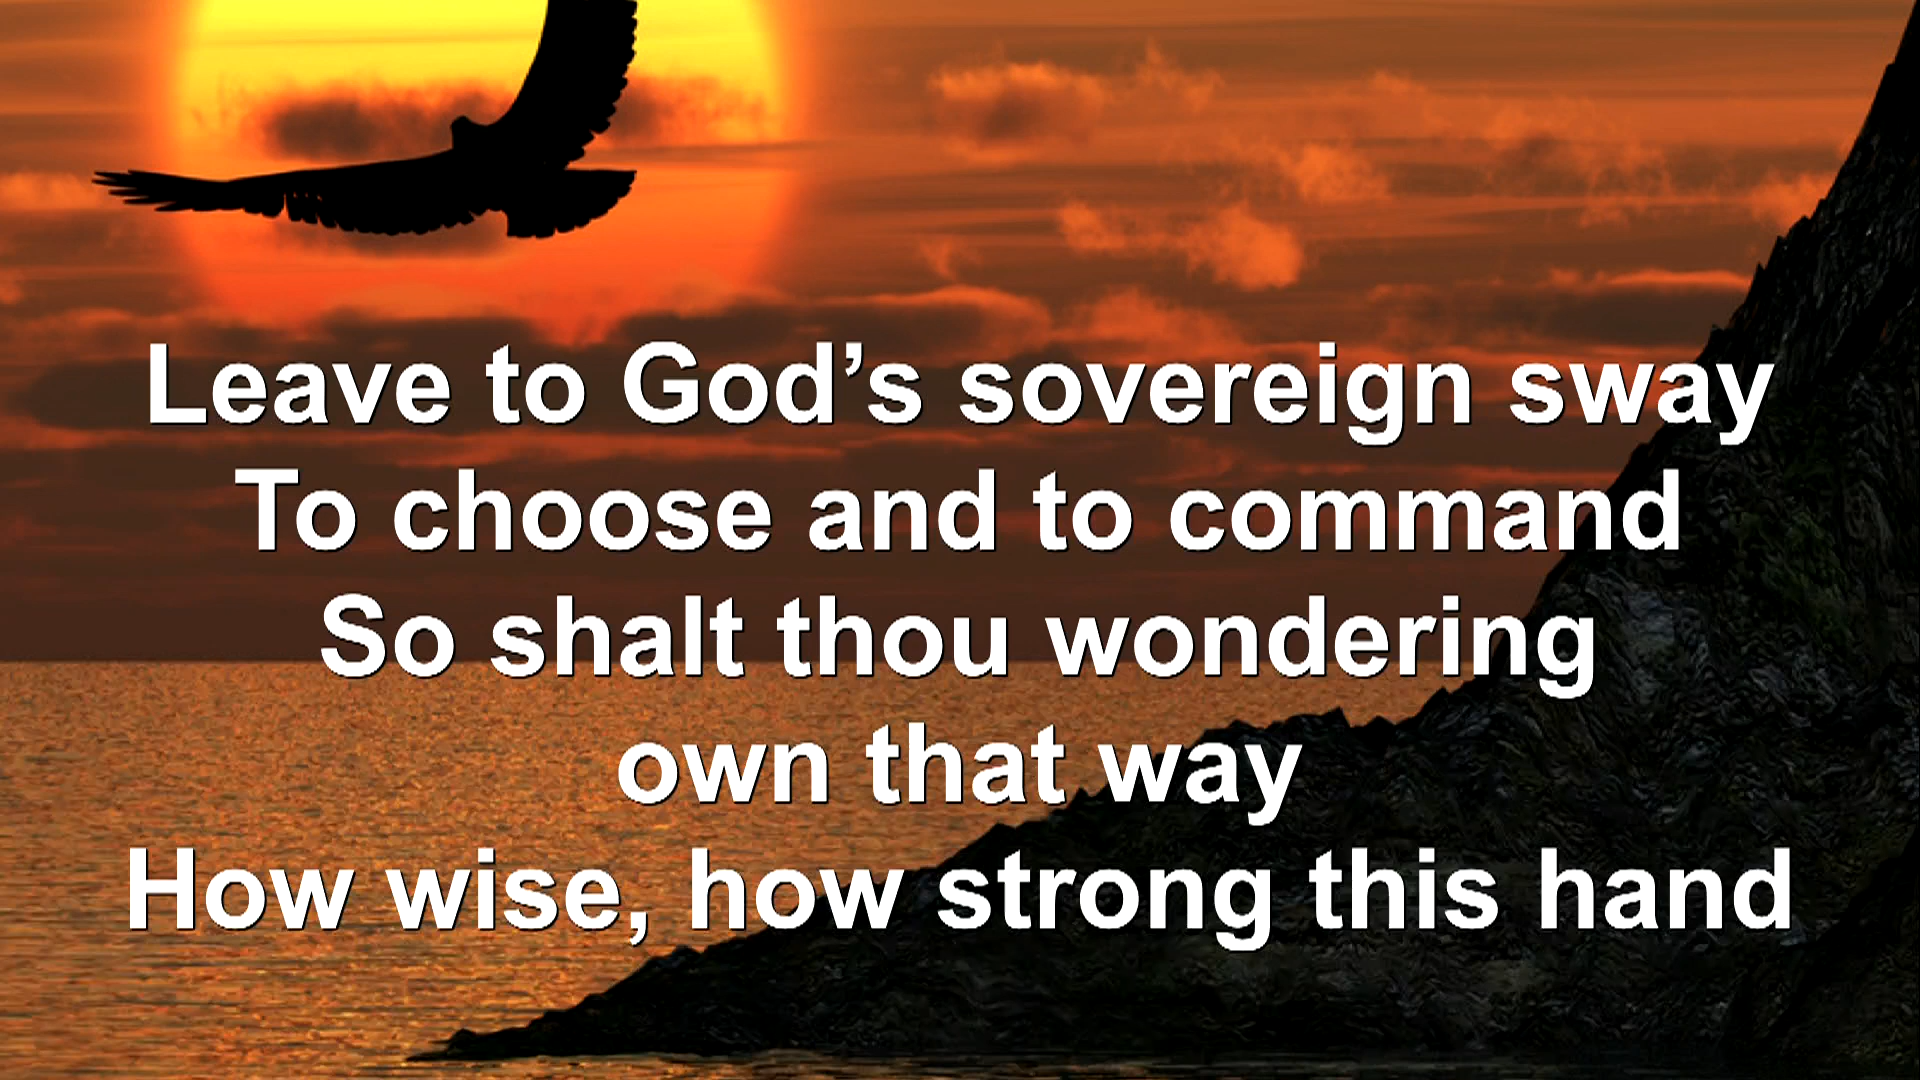 Leave to God’s sovereign sway
To choose and to command
So shalt thou wondering
own that way
How wise, how strong this hand